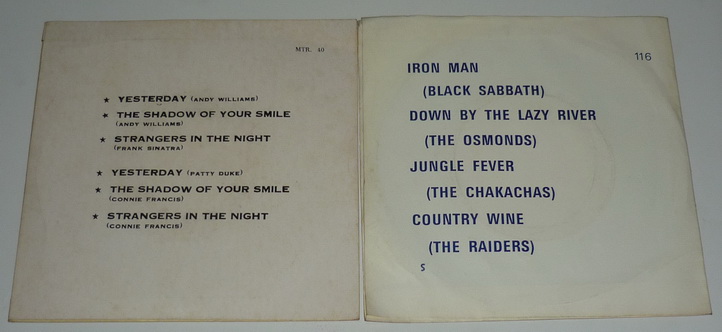 MTR. 40
★ YESTERDAY (ANDY WILLIAMS)
★ THE SHADOW OF YOUR SMILE
(ANDY WILLIAMS)
★ STRANGERS IN THE NIGHT
(FRANK SINATRA)
★ YESTERDAY (PATTY DUKE)
★ THE SHADOW OF YOUR SMILE
(CONNIE FRANCIS)
★ STRANGERS IN THE NIGHT
(CONNIE FRANCIS)
116
IRON MAN
(BLACK SABBATH)
DOWN BY THE LAZY RIVER
(THE OSMONDS)
JUNGLE FEVER
(THE CHAKACHAS)
COUNTRY WINE
(THE RAIDERS)
S